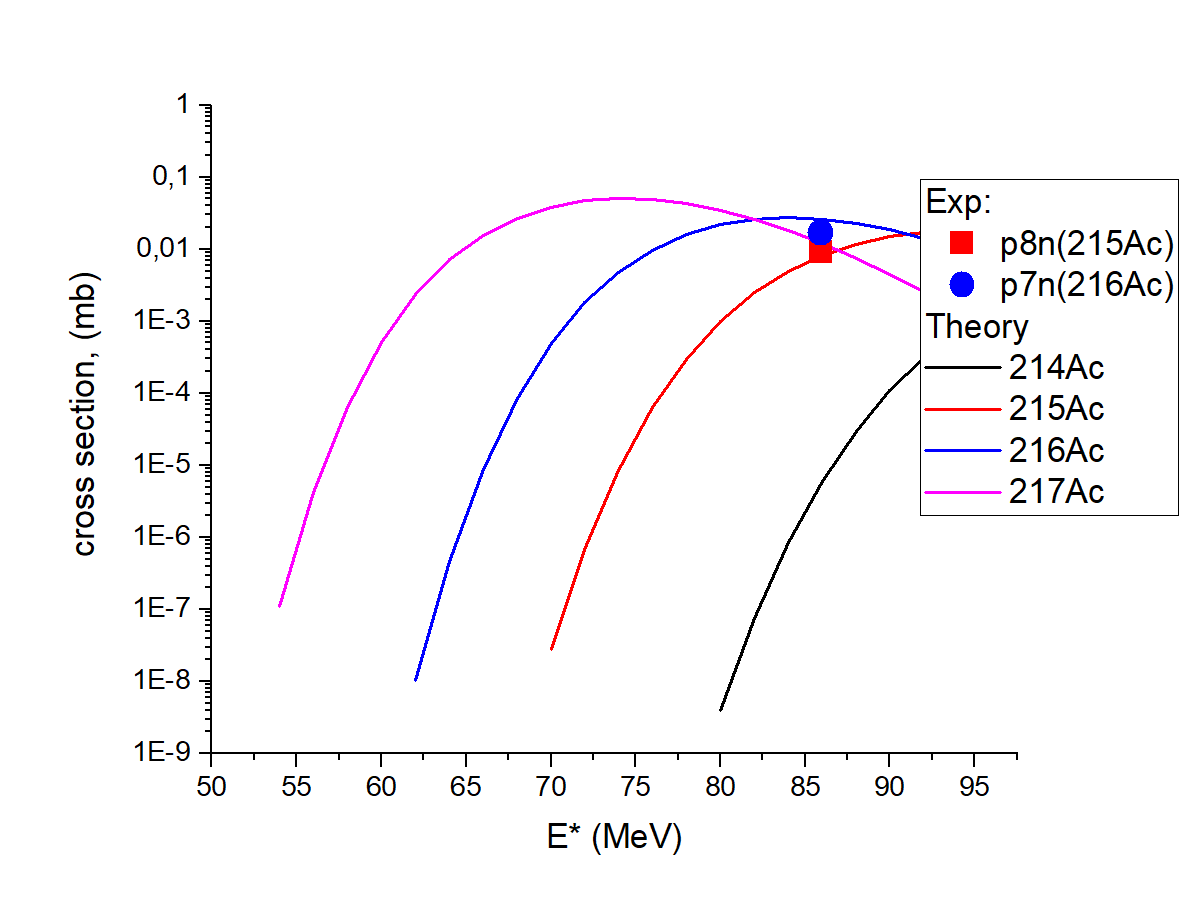 1
0,1
0,01
1E-3
1E-4
1E-5
1E-6
1E-7
1E-8
1E-9
cross section, (mb)
50 55 60 65 70 75 80 85 90 95
E* (MeV)
Exp:
p8n(215Ac)
p7n(216Ac)
Theory
214Ac
215Ac
216Ac
217Ac